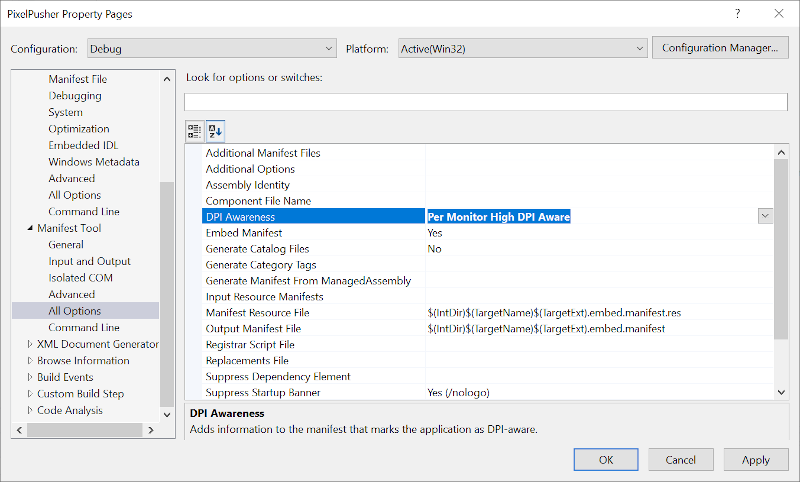 PixelPusher Property Pages
Configuration: Debug Platform: Active(Win32) Configuration Manager...
Manifest File
Debugging
System
Optimization
Embedded IDL
Windows Metadata
Advanced
All Options
Command Line
Manifest Tool
General
Input and Output
Isolated COM
Advanced
All Options
Command Line
XML Document Generator
Browse Information
Build Events
Custom Build Step
Code Analysis
Look for options or switches:
Additional Manifest Files
Additional Options
Assembly Identity
Component File Name
DPI Awareness Per Monitor High DPI Aware
Embed Manifest Yes
Generate Catalog Files No
Generate Category Tags
Generate Manifest From ManagedAssembly
Input Resource Manifests
Manifest Resource File $(IntDir)$(TargetName)$(TargetExt).embed.manifest.res
Output Manifest File $(IntDir)$(TargetName)$(TargetExt).embed.manifest
Registrar Script File
Replacements File
Suppress Dependency Element
Suppress Startup Banner Yes (/nologo)
DPI Awareness
Adds information to the manifest that marks the application as DPI-aware.
OK Cancel Apply